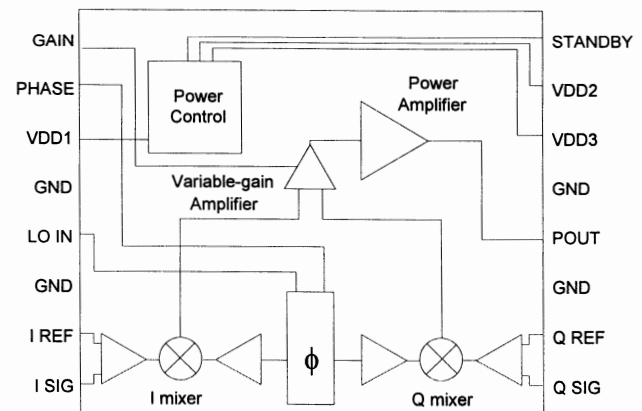 GAIN
PHASE
VDD1
GND
LO IN
GND
I REF
I SIG
Power
Control
Power
Amplifier
Variable-gain
Amplifier
ϕ
I mixer
Q mixer
STANDBY
VDD2
VDD3
GND
POUT
GND
Q REF
Q SIG